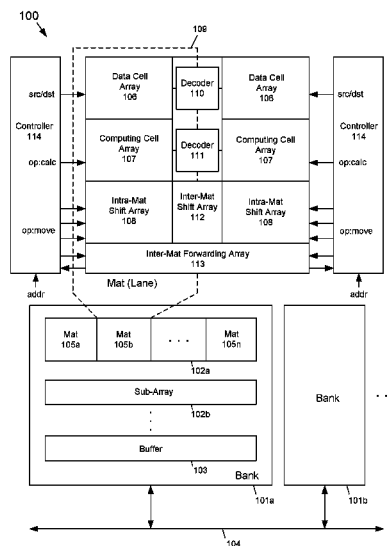 100
109
src/dst
Controller
114
op:calc
op:move
addr
Data Cell
Array
106
Decoder
110
Data Cell
Array
106
Computing Cell
Array
107
Decoder
111
Computing Cell
Array
107
Intra-Mat
Shift Array
108
Inter-Mat
Shift Array
112
Intra-Mat
Shift Array
108
Inter-Mat Forwarding Array
113
Mat (Lane)
src/dst
Controller
114
op:calc
op:move
addr
Mat
105a
Mat
105b
. . .
Mat
105n
102a
Sub-Array
102b
Buffer
103
Bank
101a
Bank
101b
104